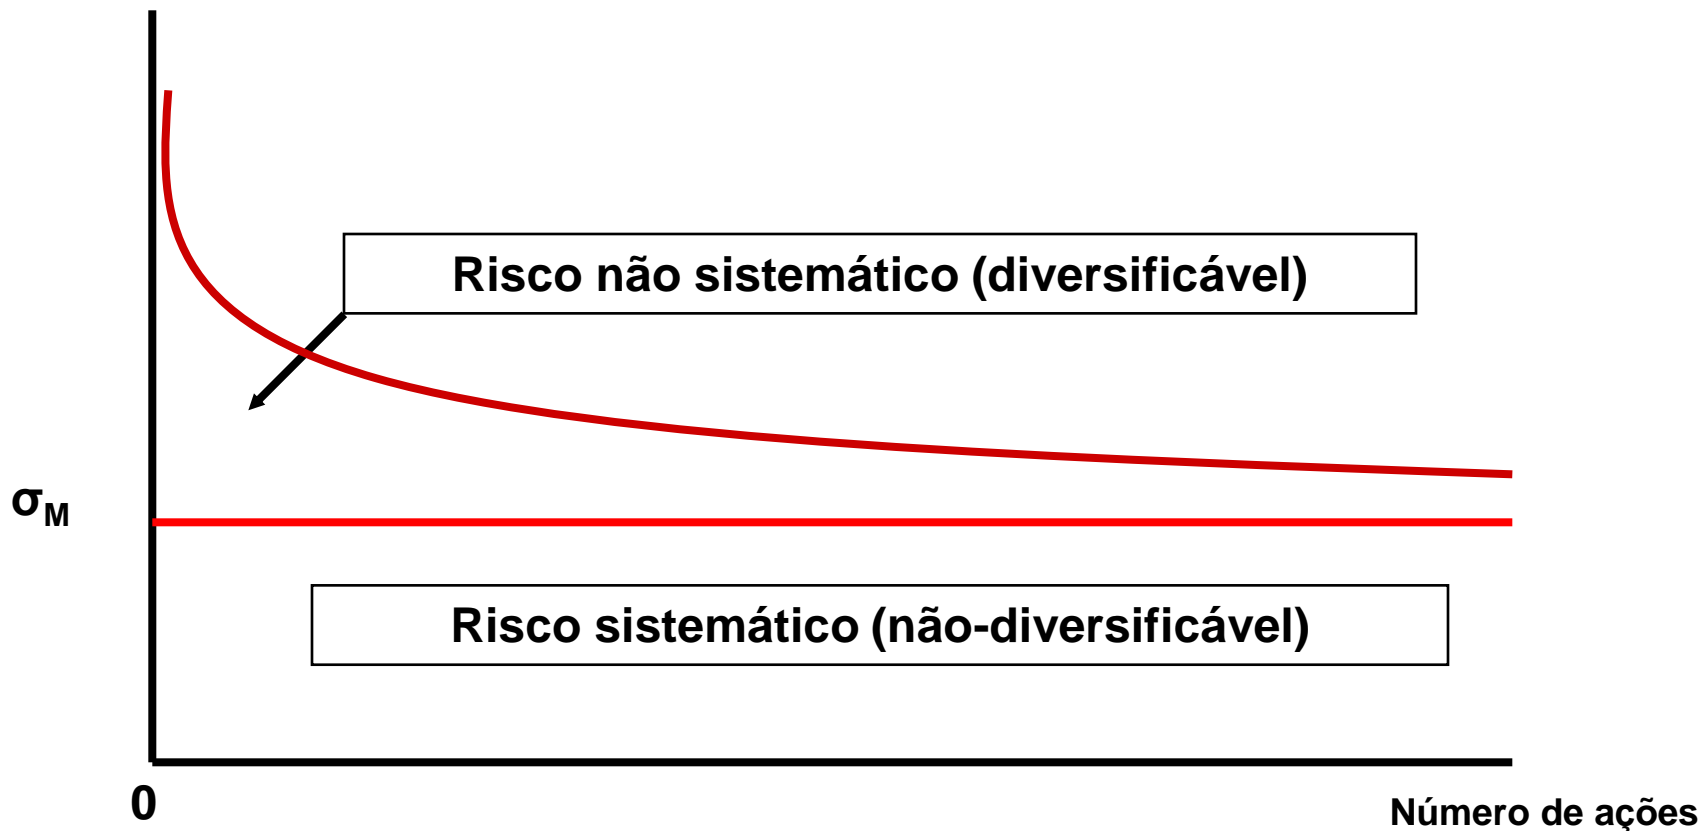 Risco não sistemático (diversificável)
σM
Risco sistemático (não-diversificável)
0
Número de ações